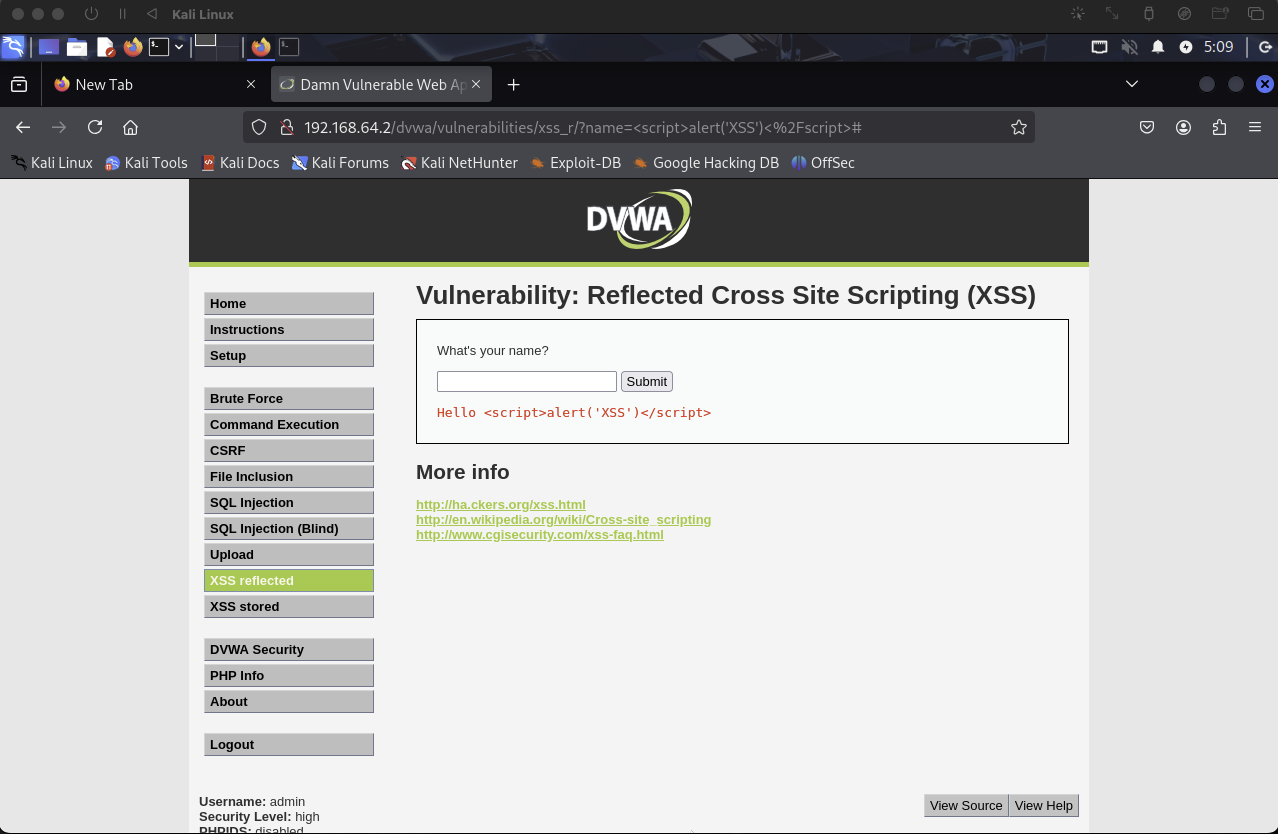 Kali Linux
5:09
New Tab
Damn Vulnerable Web Ap
192.168.64.2/dvwa/vulnerabilities/xss_r/?name=<script>alert('XSS')<%2Fscript>#
Kali Linux Kali Tools Kali Docs Kali Forums Kali NetHunter Exploit-DB Google Hacking DB OffSec
DVWA
Home
Instructions
Setup
Brute Force
Command Execution
CSRF
File Inclusion
SQL Injection
SQL Injection (Blind)
Upload
XSS reflected
XSS stored
DVWA Security
PHP Info
About
Logout
Vulnerability: Reflected Cross Site Scripting (XSS)
What's your name?
Submit
Hello <script>alert('XSS')</script>
More info
http://ha.ckers.org/xss.html
http://en.wikipedia.org/wiki/Cross-site_scripting
http://www.cgisecurity.com/xss-faq.html
Username: admin
Security Level: high
PHPIDS: disabled
View Source View Help